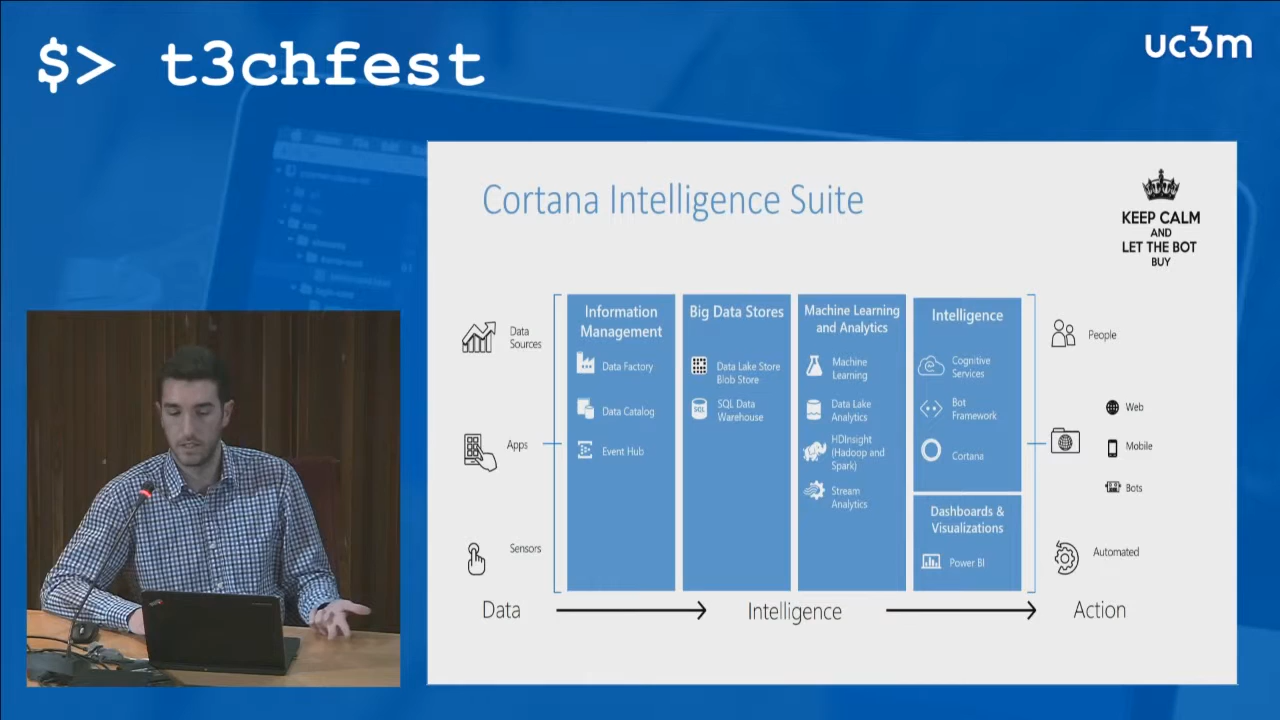 $> t3chfest
uc3m
Cortana Intelligence Suite
KEEP CALM
AND
LET THE BOT
BUY
Data
Sources
Apps
Sensors
Information
Management
Data Factory
Data Catalog
Event Hub
Big Data Stores
Data Lake Store
Blob Store
SQL
SQL Data
Warehouse
Machine Learning
and Analytics
Machine
Learning
Data Lake
Analytics
HDInsight
(Hadoop and
Spark)
Stream
Analytics
Intelligence
Cognitive
Services
Bot
Framework
Cortana
Dashboards &
Visualizations
Power BI
People
Web
Mobile
Bots
Automated
Data
Intelligence
Action